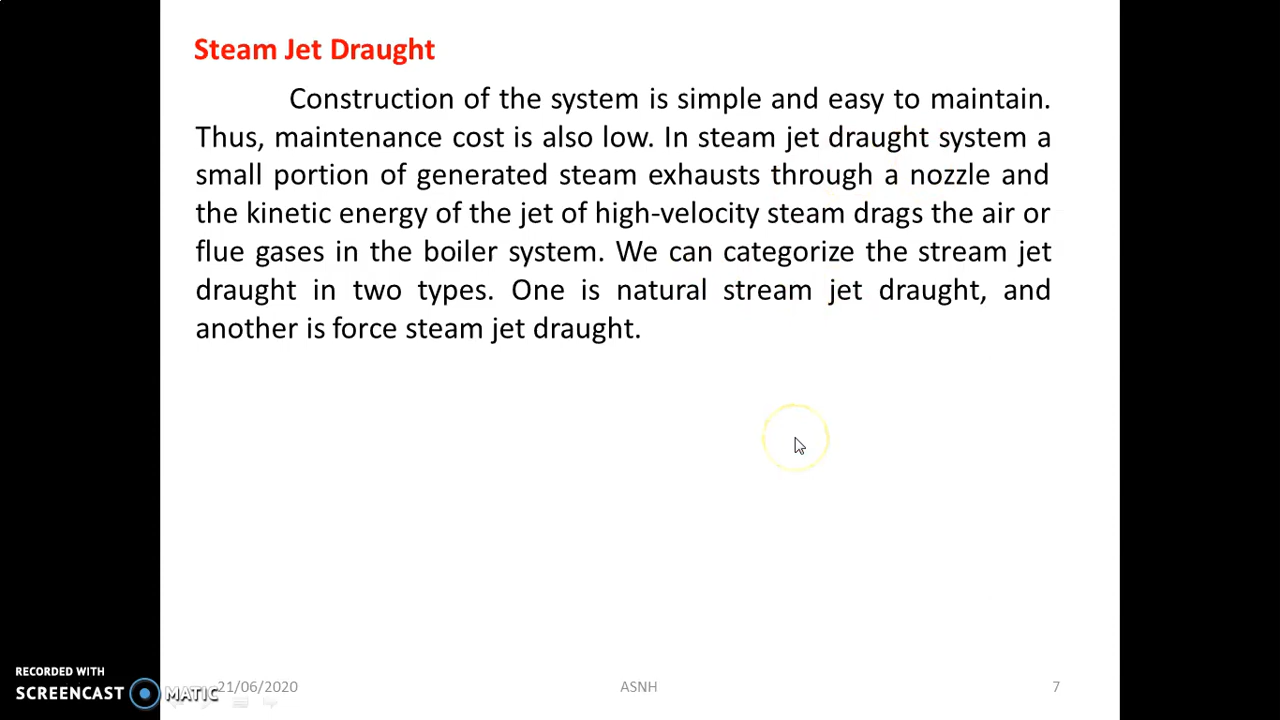 Steam Jet Draught
Construction of the system is simple and easy to maintain.
Thus, maintenance cost is also low. In steam jet draught system a
small portion of generated steam exhausts through a nozzle and
the kinetic energy of the jet of high-velocity steam drags the air or
flue gases in the boiler system. We can categorize the stream jet
draught in two types. One is natural stream jet draught, and
another is force steam jet draught.
RECORDED WITH
SCREENCAST MATIC
21/06/2020
ASNH
7